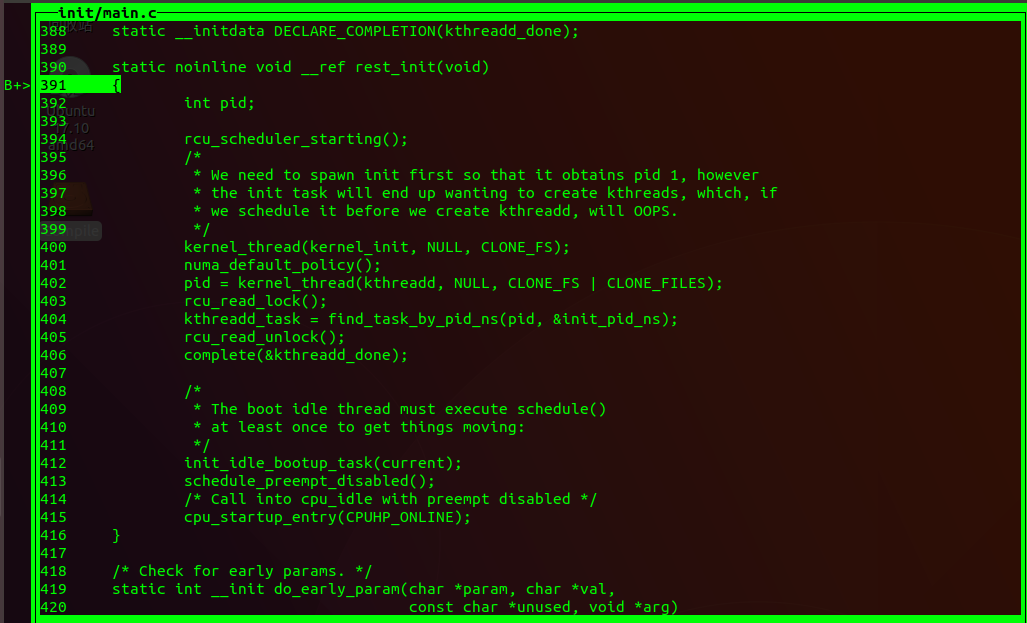 init/main.c
388     static __initdata DECLARE_COMPLETION(kthreadd_done);
389
390     static noinline void __ref rest_init(void)
B+> 391     {
392             int pid;
393
394             rcu_scheduler_starting();
395             /*
396              * We need to spawn init first so that it obtains pid 1, however
397              * the init task will end up wanting to create kthreads, which, if
398              * we schedule it before we create kthreadd, will OOPS.
399              */
400             kernel_thread(kernel_init, NULL, CLONE_FS);
401             numa_default_policy();
402             pid = kernel_thread(kthreadd, NULL, CLONE_FS | CLONE_FILES);
403             rcu_read_lock();
404             kthreadd_task = find_task_by_pid_ns(pid, &init_pid_ns);
405             rcu_read_unlock();
406             complete(&kthreadd_done);
407
408             /*
409              * The boot idle thread must execute schedule()
410              * at least once to get things moving:
411              */
412             init_idle_bootup_task(current);
413             schedule_preempt_disabled();
414             /* Call into cpu_idle with preempt disabled */
415             cpu_startup_entry(CPUHP_ONLINE);
416     }
417
418     /* Check for early params. */
419     static int __init do_early_param(char *param, char *val,
420                                      const char *unused, void *arg)
Ubuntu
17.10
amd64